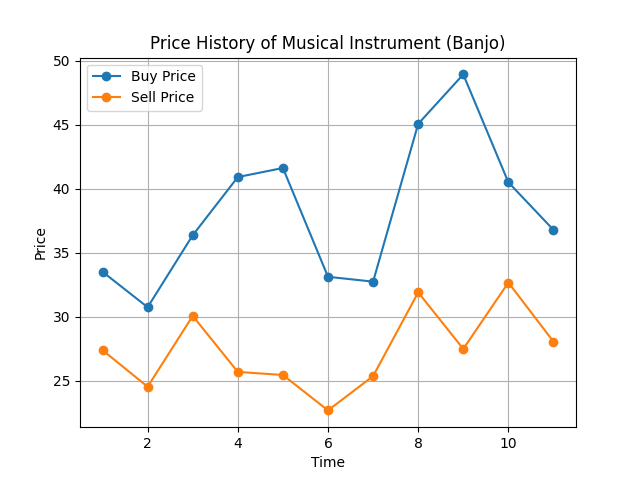 Price History of Musical Instrument (Banjo)
Buy Price
Sell Price
50
45
40
35
30
25
Price
2 4 6 8 10
Time